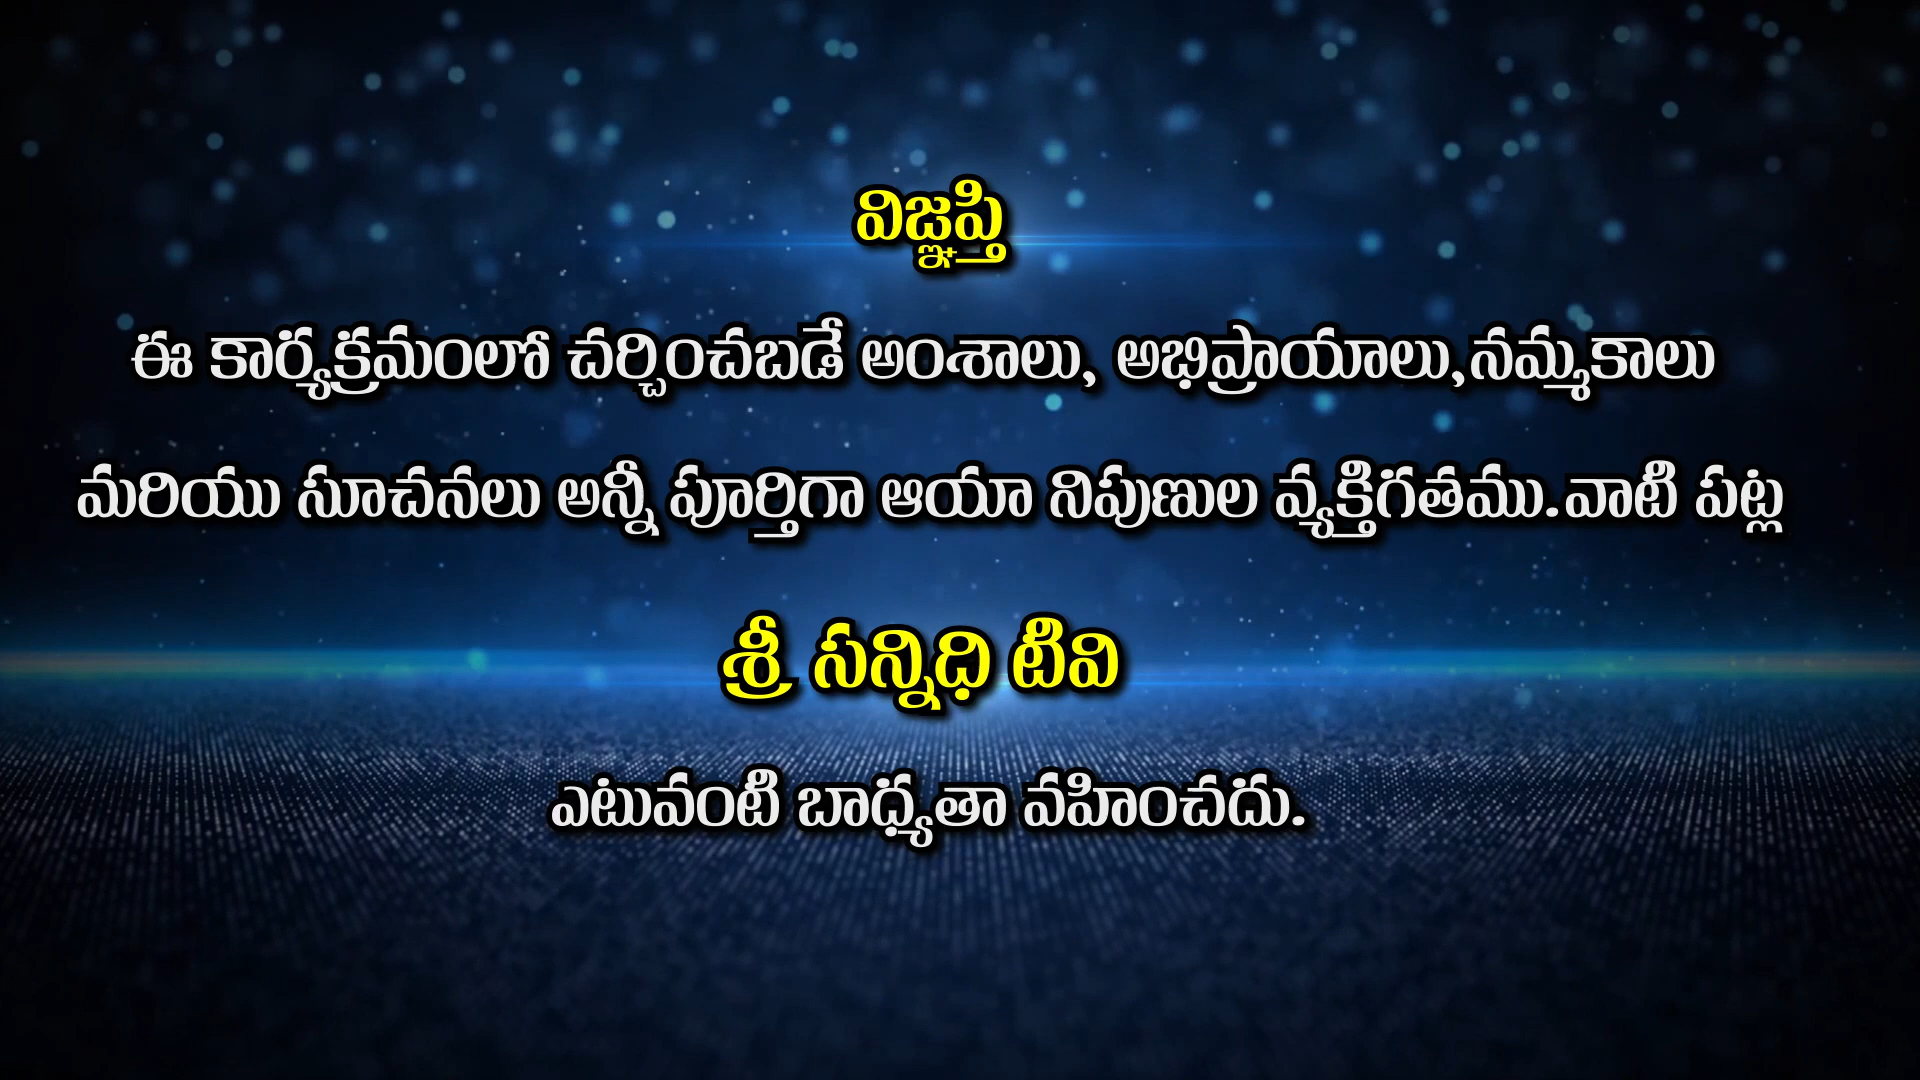 విజ్ఞప్తి
ఈ కార్యక్రమంలో చర్చించబడే అంశాలు, అభిప్రాయాలు,నమ్మకాలు
మరియు సూచనలు అన్నీ పూర్తిగా ఆయా నిపుణుల వ్యక్తిగతము.వాటి పట్ల
శ్రీ సన్నిధి టీవి
ఎటువంటి బాధ్యతా వహించదు.